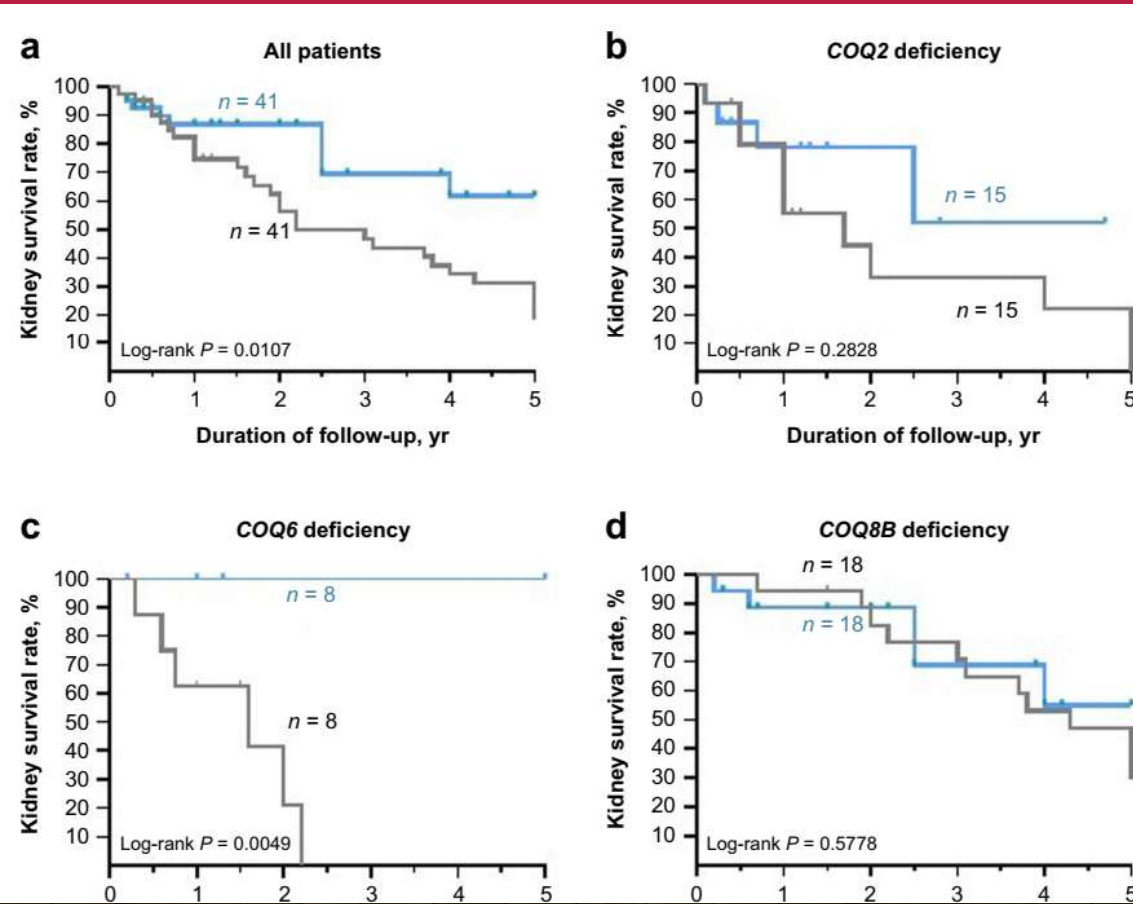 a
All patients
Kidney survival rate, %
100
90
80
70
60
50
40
30
20
10
n = 41
n = 41
Log-rank P = 0.0107
0 1 2 3 4 5
Duration of follow-up, yr
b
COQ2 deficiency
Kidney survival rate, %
100
90
80
70
60
50
40
30
20
10
n = 15
n = 15
Log-rank P = 0.2828
0 1 2 3 4 5
Duration of follow-up, yr
c
COQ6 deficiency
Kidney survival rate, %
100
90
80
70
60
50
40
30
20
10
n = 8
n = 8
Log-rank P = 0.0049
0 1 2 3 4 5
d
COQ8B deficiency
Kidney survival rate, %
100
90
80
70
60
50
40
30
20
10
n = 18
n = 18
Log-rank P = 0.5778
0 1 2 3 4 5